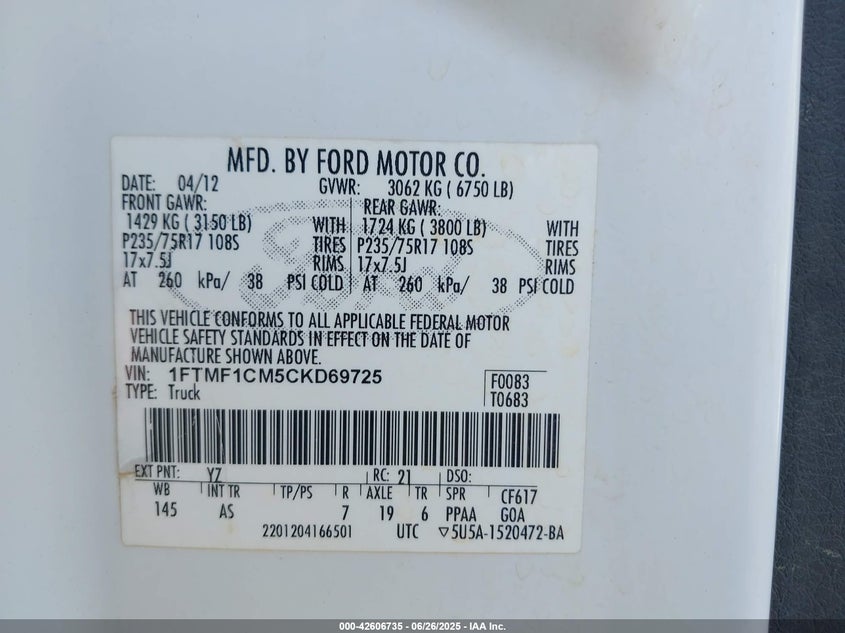 MFD. BY FORD MOTOR CO.
DATE: 04/12 GVWR: 3062 KG ( 6750 LB)
FRONT GAWR: REAR GAWR:
1429 KG ( 3150 LB) WITH 1724 KG ( 3800 LB) WITH
P235/75R17 108S TIRES P235/75R17 108S TIRES
17x7.5J RIMS 17x7.5J RIMS
AT 260 kPa/ 38 PSI COLD AT 260 kPa/ 38 PSI COLD
THIS VEHICLE CONFORMS TO ALL APPLICABLE FEDERAL MOTOR
VEHICLE SAFETY STANDARDS IN EFFECT ON THE DATE OF
MANUFACTURE SHOWN ABOVE.
VIN: 1FTMF1CM5CKD69725 F0083
TYPE: Truck T0683
EXT PNT: YZ RC: 21 DSO:
WB INT TR TP/PS R AXLE TR SPR CF617
145 AS 7 19 6 PPAA GOA
2201204166501 UTC ▽5U5A-1520472-BA
000-42606735 - 06/26/2025 - IAA Inc.